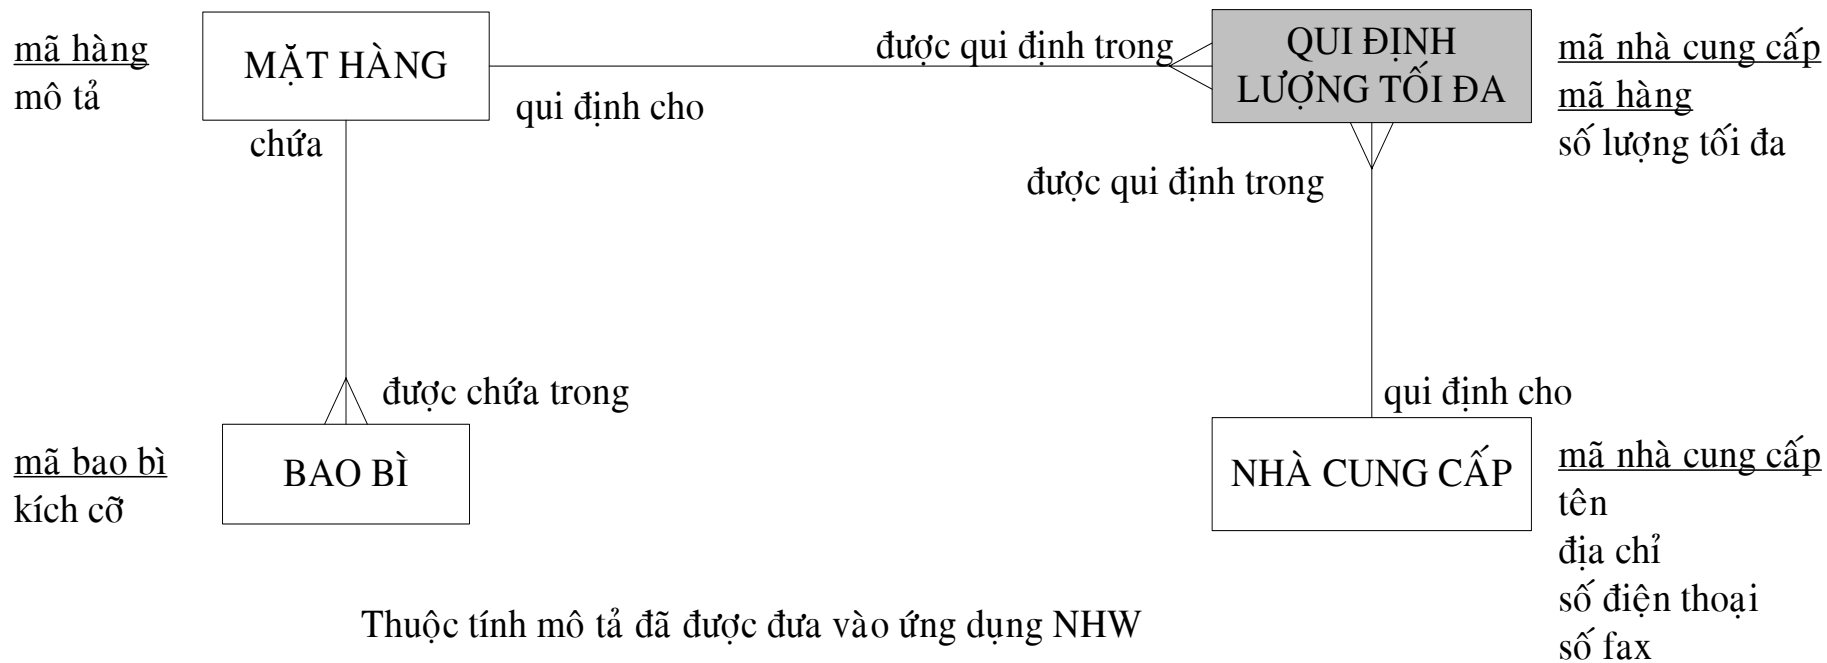 mã hàng
mô tả
MẶT HÀNG
được qui định trong
qui định cho
chứa
QUI ĐỊNH
LƯỢNG TỐI ĐA
mã nhà cung cấp
mã hàng
số lượng tối đa
được qui định trong
được chứa trong
qui định cho
mã bao bì
kích cỡ
BAO BÌ
NHÀ CUNG CẤP
mã nhà cung cấp
tên
địa chỉ
số điện thoại
số fax
Thuộc tính mô tả đã được đưa vào ứng dụng NHW